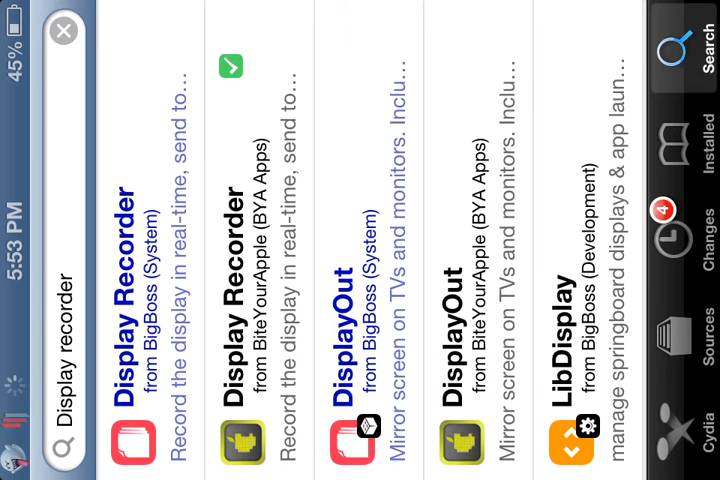 5:53 PM
45%
Display recorder
Display Recorder
from BigBoss (System)
Record the display in real-time, send to...
Display Recorder
from BiteYourApple (BYA Apps)
Record the display in real-time, send to...
DisplayOut
from BigBoss (System)
Mirror screen on TVs and monitors. Inclu...
DisplayOut
from BiteYourApple (BYA Apps)
Mirror screen on TVs and monitors. Inclu...
LibDisplay
from BigBoss (Development)
manage springboard displays & app laun...
4
Cydia
Sources
Changes
Installed
Search